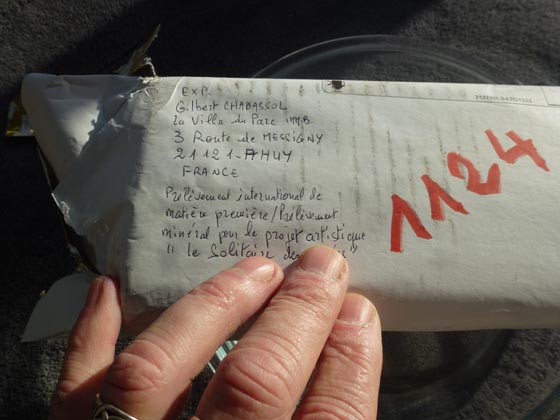 EXP.
Gilbert CHABASSOL
La Villa du Parc IMM.B
3 Route de MESSIGNY
21121-AHUY
FRANCE
Prélèvement international de
matière première/Prélèvement
minéral pour le projet artistique
" le Solitaire
1124